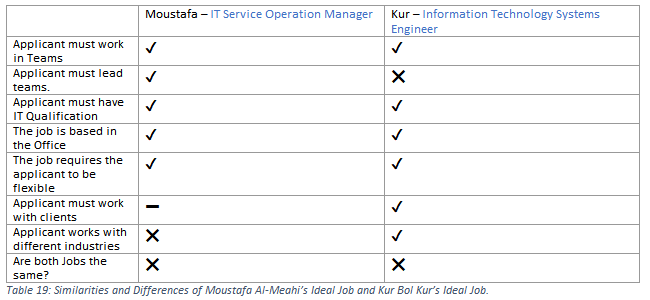 Moustafa – IT Service Operation Manager
Kur – Information Technology Systems
Engineer
Applicant must work
in Teams
✓ ✓
Applicant must lead
teams.
✓ ✕
Applicant must have
IT Qualification
✓ ✓
The job is based in
the Office
✓ ✓
The job requires the
applicant to be
flexible
✓ ✓
Applicant must work
with clients
– ✓
Applicant works with
different industries
✕ ✓
Are both Jobs the
same?
✕ ✕
Table 19: Similarities and Differences of Moustafa Al-Meahi's Ideal Job and Kur Bol Kur's Ideal Job.